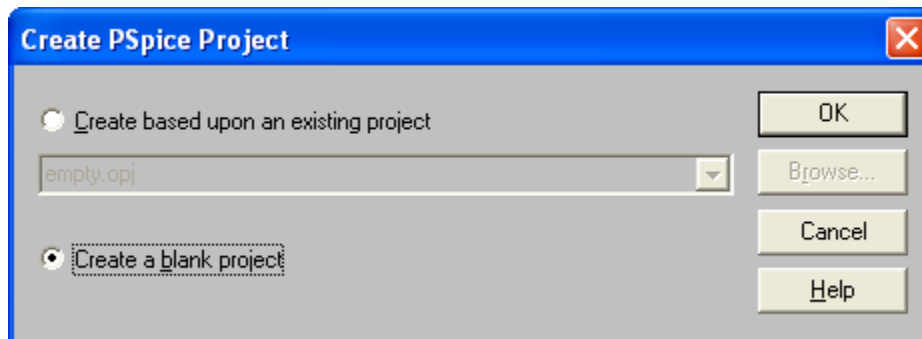 Create PSpice Project
Create based upon an existing project
OK
empty.opj
Browse...
Cancel
Create a blank project
Help